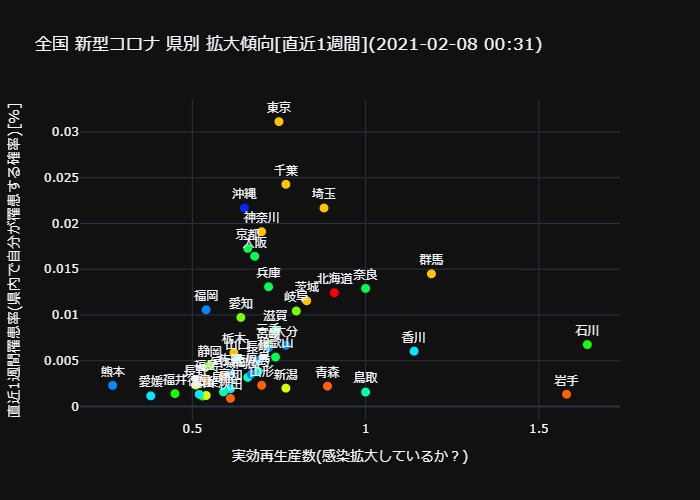 全国 新型コロナ 県別 拡大傾向[直近1週間](2021-02-08 00:31)
直近1週間罹患率(県内で自分が罹患する確率)[%]
東京
0.03
千葉
0.025
沖縄
埼玉
神奈川
0.02
京都
大阪
群馬
兵庫
北海道
奈良
0.015
茨城
岐阜
福岡
愛知
0.01
滋賀
大分
石川
栃木
香川
静岡
0.005
熊本
愛媛
福井
山形
新潟
青森
鳥取
岩手
0
0.5
1
1.5
実効再生産数(感染拡大しているか？)